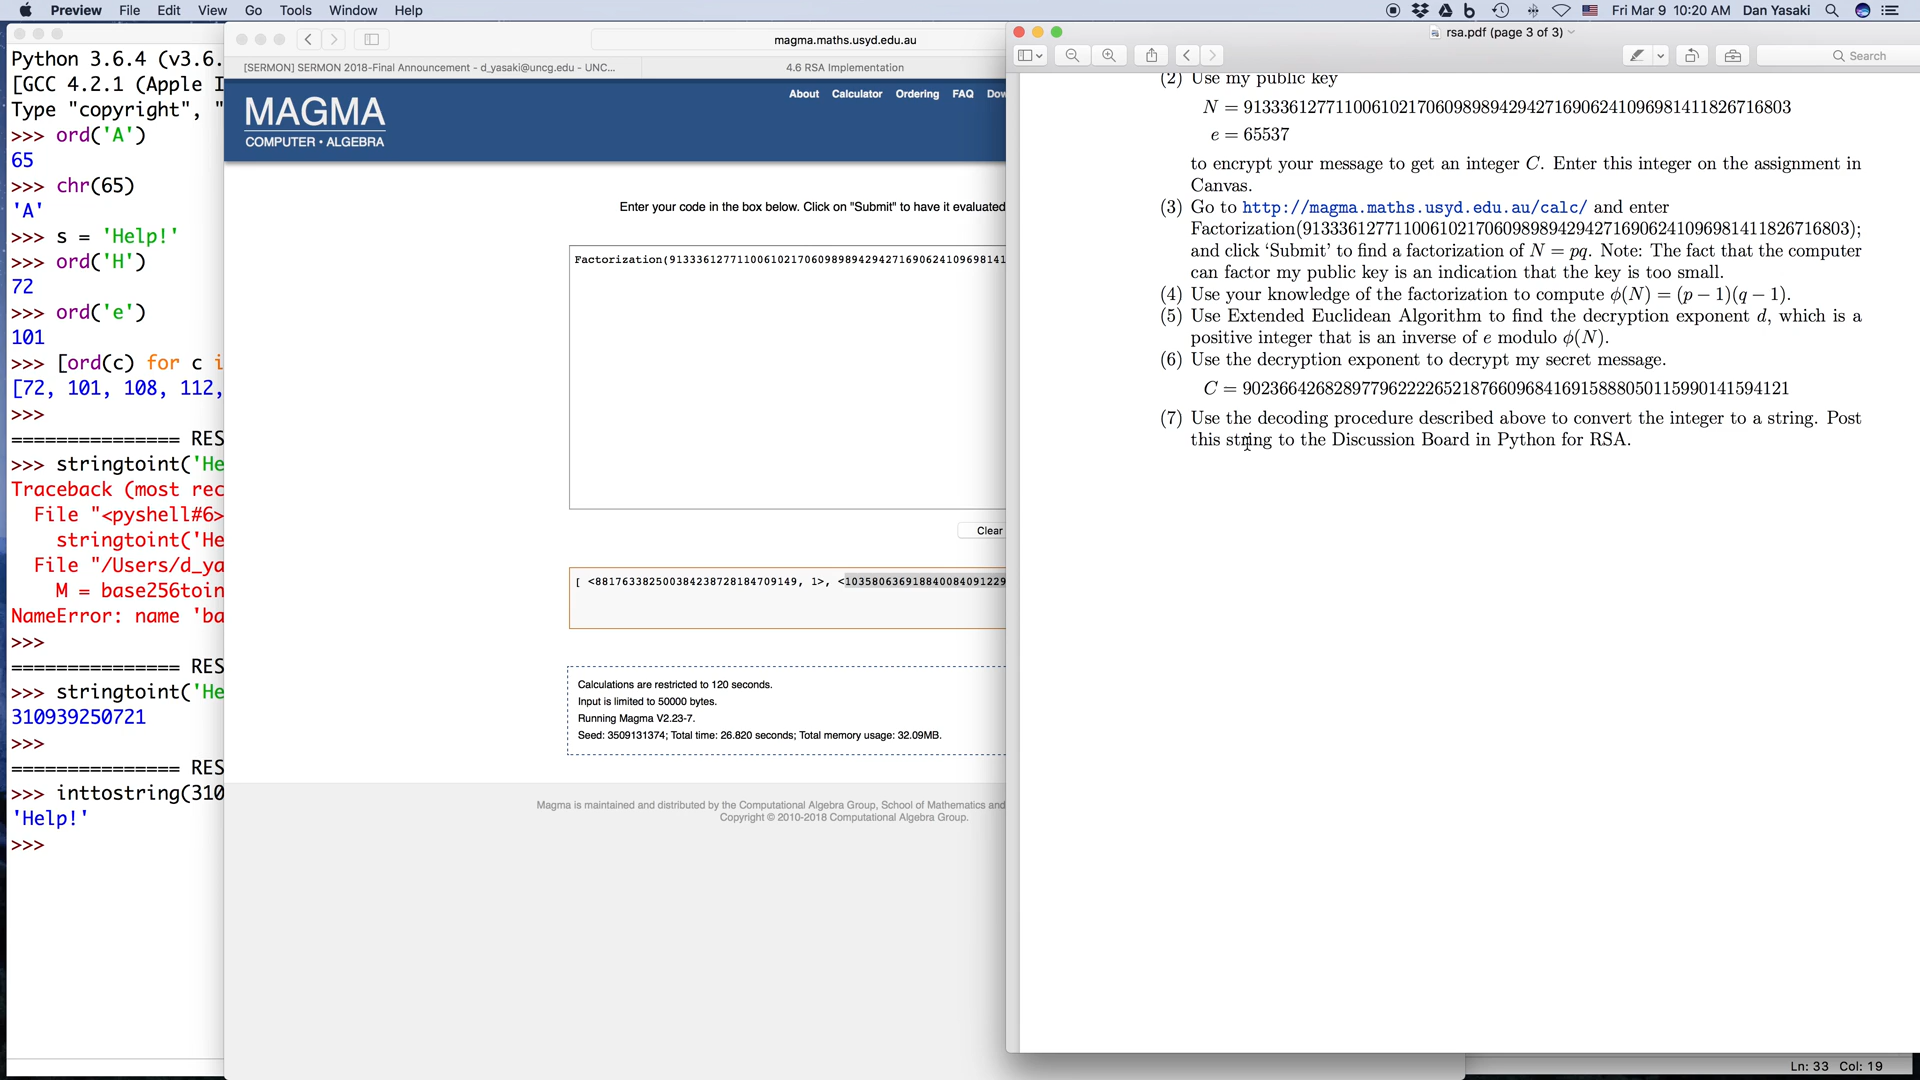 Preview File Edit View Go Tools Window Help
Fri Mar 9 10:20 AM Dan Yasaki
Python 3.6.4 (v3.6.
[GCC 4.2.1 (Apple I
Type "copyright", "
>>> ord('A')
65
>>> chr(65)
'A'
>>> s = 'Help!'
>>> ord('H')
72
>>> ord('e')
101
>>> [ord(c) for c i
[72, 101, 108, 112,
>>>
=============== RES
>>> stringtoint('He
Traceback (most rec
File "<pyshell#6>
stringtoint('He
File "/Users/d_ya
M = base256toin
NameError: name 'ba
>>>
=============== RES
>>> stringtoint('He
310939250721
>>>
=============== RES
>>> inttostring(310
'Help!'
>>>
magma.maths.usyd.edu.au
[SERMON] SERMON 2018-Final Announcement - d_yasaki@uncg.edu - UNC...
4.6 RSA Implementation
MAGMA
COMPUTER • ALGEBRA
About Calculator Ordering FAQ Dow
Enter your code in the box below. Click on "Submit" to have it evaluated
Factorization(91333612771100610217060989894294271690624109698141
Clear
[ <881763382500384238728184709149, 1>, <103580636918840084091229
Calculations are restricted to 120 seconds.
Input is limited to 50000 bytes.
Running Magma V2.23-7.
Seed: 3509131374; Total time: 26.820 seconds; Total memory usage: 32.09MB.
Magma is maintained and distributed by the Computational Algebra Group, School of Mathematics and
Copyright © 2010-2018 Computational Algebra Group.
rsa.pdf (page 3 of 3)
Search
(2) Use my public key
N = 913336127711006102170609898942942716906241096981411826716803
e = 65537
to encrypt your message to get an integer C. Enter this integer on the assignment in
Canvas.
(3) Go to http://magma.maths.usyd.edu.au/calc/ and enter
Factorization(913336127711006102170609898942942716906241096981411826716803);
and click ‘Submit’ to find a factorization of N = pq. Note: The fact that the computer
can factor my public key is an indication that the key is too small.
(4) Use your knowledge of the factorization to compute ϕ(N) = (p − 1)(q − 1).
(5) Use Extended Euclidean Algorithm to find the decryption exponent d, which is a
positive integer that is an inverse of e modulo ϕ(N).
(6) Use the decryption exponent to decrypt my secret message.
C = 902366426828977962222652187660968416915888050115990141594121
(7) Use the decoding procedure described above to convert the integer to a string. Post
this string to the Discussion Board in Python for RSA.
Ln: 33 Col: 19